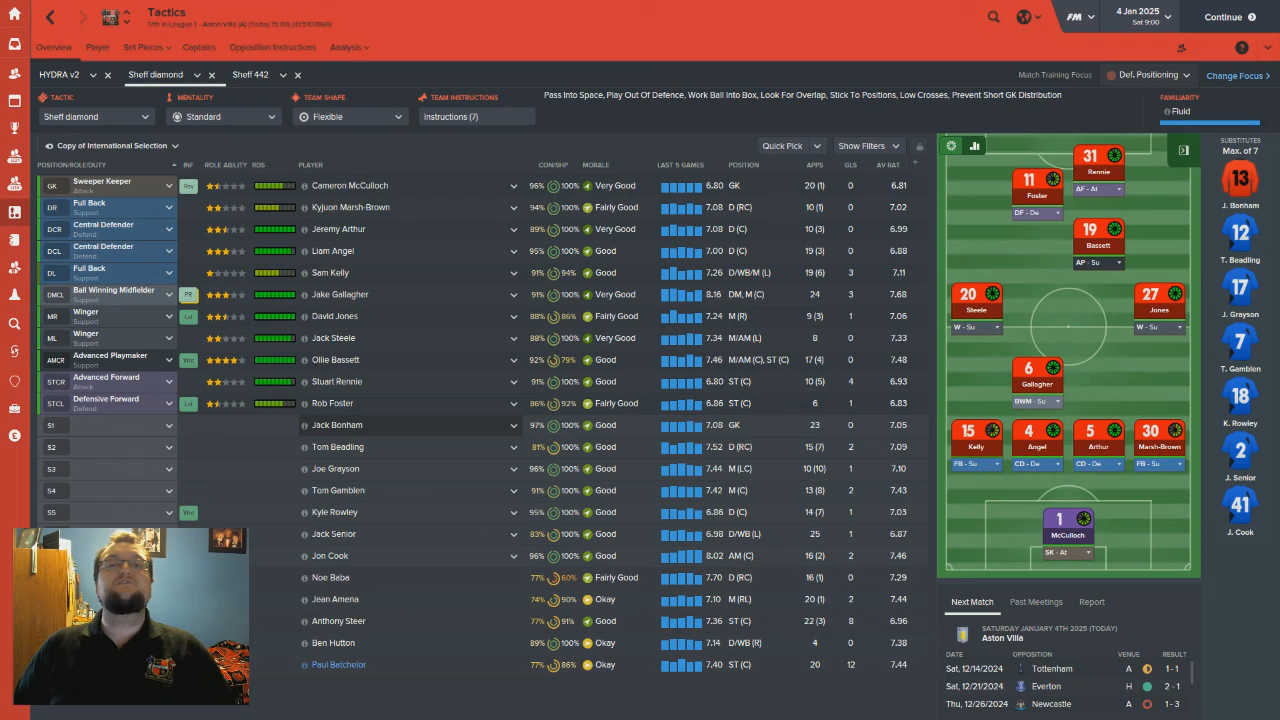 Tactics
17th in League 1 - Aston Villa (A) (Today 15:00)
4 Jan 2025
Sat 9:00
FM
Continue
Overview Player Set Pieces Captains Opposition Instructions Analysis
HYDRA v2 Sheff diamond Sheff 442
Match Training Focus Def. Positioning Change Focus >
TACTIC MENTALITY TEAM SHAPE TEAM INSTRUCTIONS
Pass Into Space, Play Out Of Defence, Work Ball Into Box, Look For Overlap, Stick To Positions, Low Crosses, Prevent Short GK Distribution
FAMILIARITY
Fluid
Sheff diamond Standard Flexible Instructions (7)
Copy of International Selection Quick Pick Show Filters
POSITION/ROLE/DUTY INF ROLE ABILITY RDS PLAYER CON/SHP MORALE LAST 5 GAMES POSITION APPS GLS AV RAT
GK Sweeper Keeper Attack Rsv Cameron McCulloch 96% 100% Very Good 6.80 GK 20 (1) 0 6.81
DR Full Back Support Kyjuon Marsh-Brown 94% 100% Fairly Good 7.08 D (RC) 10 (1) 0 7.02
DCR Central Defender Defend Jeremy Arthur 89% 100% Very Good 7.08 D (C) 10 (3) 0 6.99
DCL Central Defender Defend Liam Angel 95% 100% Good 7.00 D (C) 19 (3) 0 6.88
DL Full Back Support Sam Kelly 91% 94% Good 7.26 D/WB/M (L) 19 (6) 3 7.11
DMCL Ball Winning Midfielder Support PR Jake Gallagher 91% 100% Good 8.16 DM, M (C) 24 3 7.68
MR Winger Support Lst David Jones 88% 86% Fairly Good 7.24 M (R) 9 (3) 1 7.06
ML Winger Support Jack Steele 88% 100% Very Good 7.34 M/AM (L) 8 0 7.33
AMCR Advanced Playmaker Support Wnt Ollie Bassett 92% 79% Good 7.46 M/AM (C), ST (C) 17 (4) 0 7.48
STCR Advanced Forward Attack Stuart Rennie 91% 100% Good 6.80 ST (C) 10 (5) 4 6.93
STCL Defensive Forward Defend Lst Rob Foster 86% 92% Fairly Good 6.86 ST (C) 6 1 6.83
S1 Jack Bonham 97% 100% Good 7.08 GK 23 0 7.05
S2 Tom Beadling 81% 100% Good 7.52 D (RC) 15 (7) 2 7.09
S3 Joe Grayson 96% 100% Good 7.44 M (LC) 10 (10) 1 7.10
S4 Tom Gamblen 91% 100% Good 7.42 M (C) 13 (8) 2 7.43
S5 Wnt Kyle Rowley 95% 100% Good 6.86 D (C) 14 (7) 1 7.03
Jack Senior 83% 100% Good 6.98 D/WB (L) 25 1 6.87
Jon Cook 96% 100% Good 8.02 AM (C) 16 (2) 2 7.46
Noe Baba 77% 60% Fairly Good 7.70 D (RC) 16 (1) 0 7.29
Jean Amena 74% 90% Okay 7.10 M (RL) 20 (1) 2 7.44
Anthony Steer 77% 91% Good 7.36 ST (C) 22 (3) 8 6.96
Ben Hutton 89% 100% Okay 7.14 D/WB (R) 4 0 7.38
Paul Batchelor 77% 86% Okay 7.40 ST (C) 20 12 7.44
31
Rennie
AF - At
11
Foster
DF - De
19
Bassett
AP - Su
20 27
Steele Jones
W - Su W - Su
6
Gallagher
BWM - Su
15 4 5 30
Kelly Angel Arthur Marsh-Brown
FB - Su CD - De CD - De FB - Su
1
McCulloch
SK - At
SUBSTITUTES
Max. of 7
13
J. Bonham
12
T. Beadling
17
J. Grayson
7
T. Gamblen
18
K. Rowley
2
J. Senior
41
J. Cook
Next Match Past Meetings Report
SATURDAY JANUARY 4TH 2025 (TODAY)
Aston Villa
DATE OPPOSITION VENUE RESULT
Sat, 12/14/2024 Tottenham A 1-1
Sat, 12/21/2024 Everton H 2-1
Thu, 12/26/2024 Newcastle A 1-3